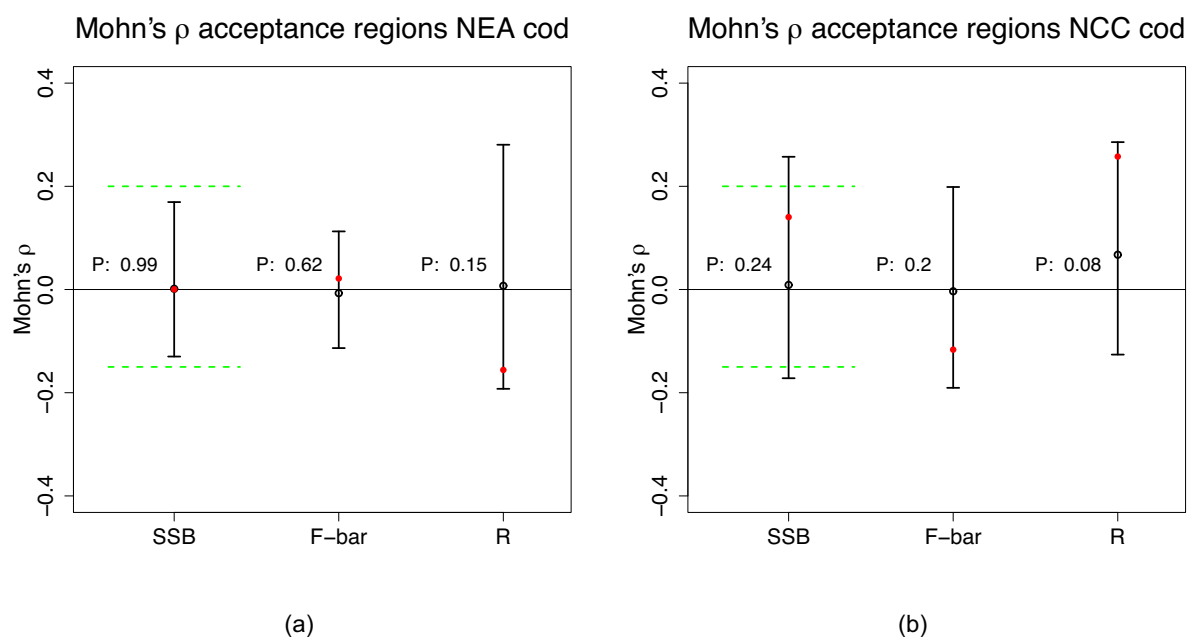 Mohn's ρ acceptance regions NEA cod
Mohn's ρ
0.4
0.2
0.0
−0.2
−0.4
P: 0.99
P: 0.62
P: 0.15
SSB
F−bar
R
(a)
Mohn's ρ acceptance regions NCC cod
Mohn's ρ
0.4
0.2
0.0
−0.2
−0.4
P: 0.24
P: 0.2
P: 0.08
SSB
F−bar
R
(b)